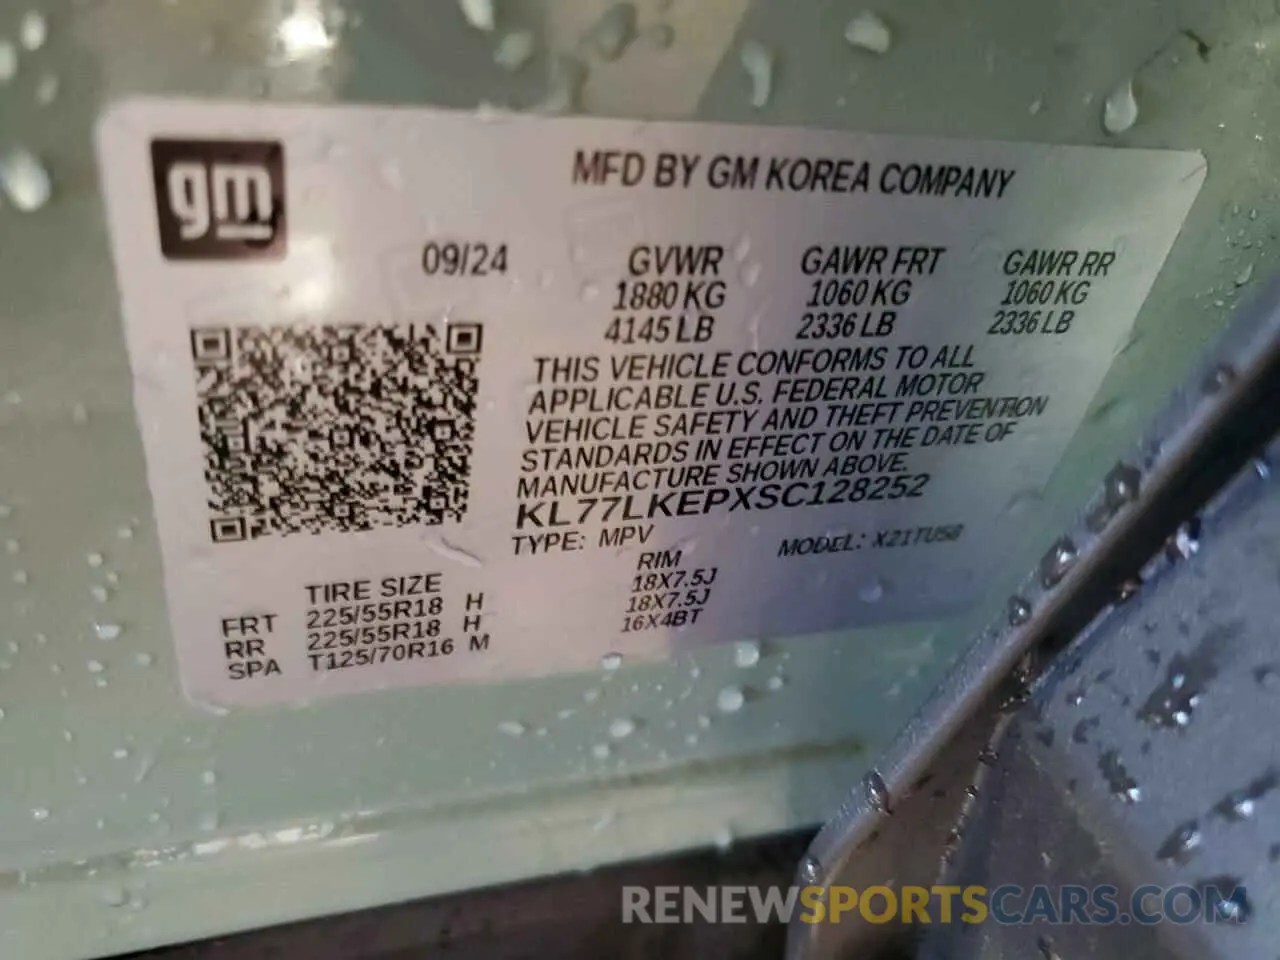 gm
MFD BY GM KOREA COMPANY
09/24
GVWR GAWR FRT GAWR RR
1880 KG 1060 KG 1060 KG
4145 LB 2336 LB 2336 LB
THIS VEHICLE CONFORMS TO ALL
APPLICABLE U.S. FEDERAL MOTOR
VEHICLE SAFETY AND THEFT PREVENTION
STANDARDS IN EFFECT ON THE DATE OF
MANUFACTURE SHOWN ABOVE.
KL77LKEPXSC128252
TYPE: MPV MODEL: X21TU58
TIRE SIZE RIM
FRT 225/55R18 H 18X7.5J
RR 225/55R18 H 18X7.5J
SPA T125/70R16 M 16X4BT
RENEWSPORTSCARS.COM